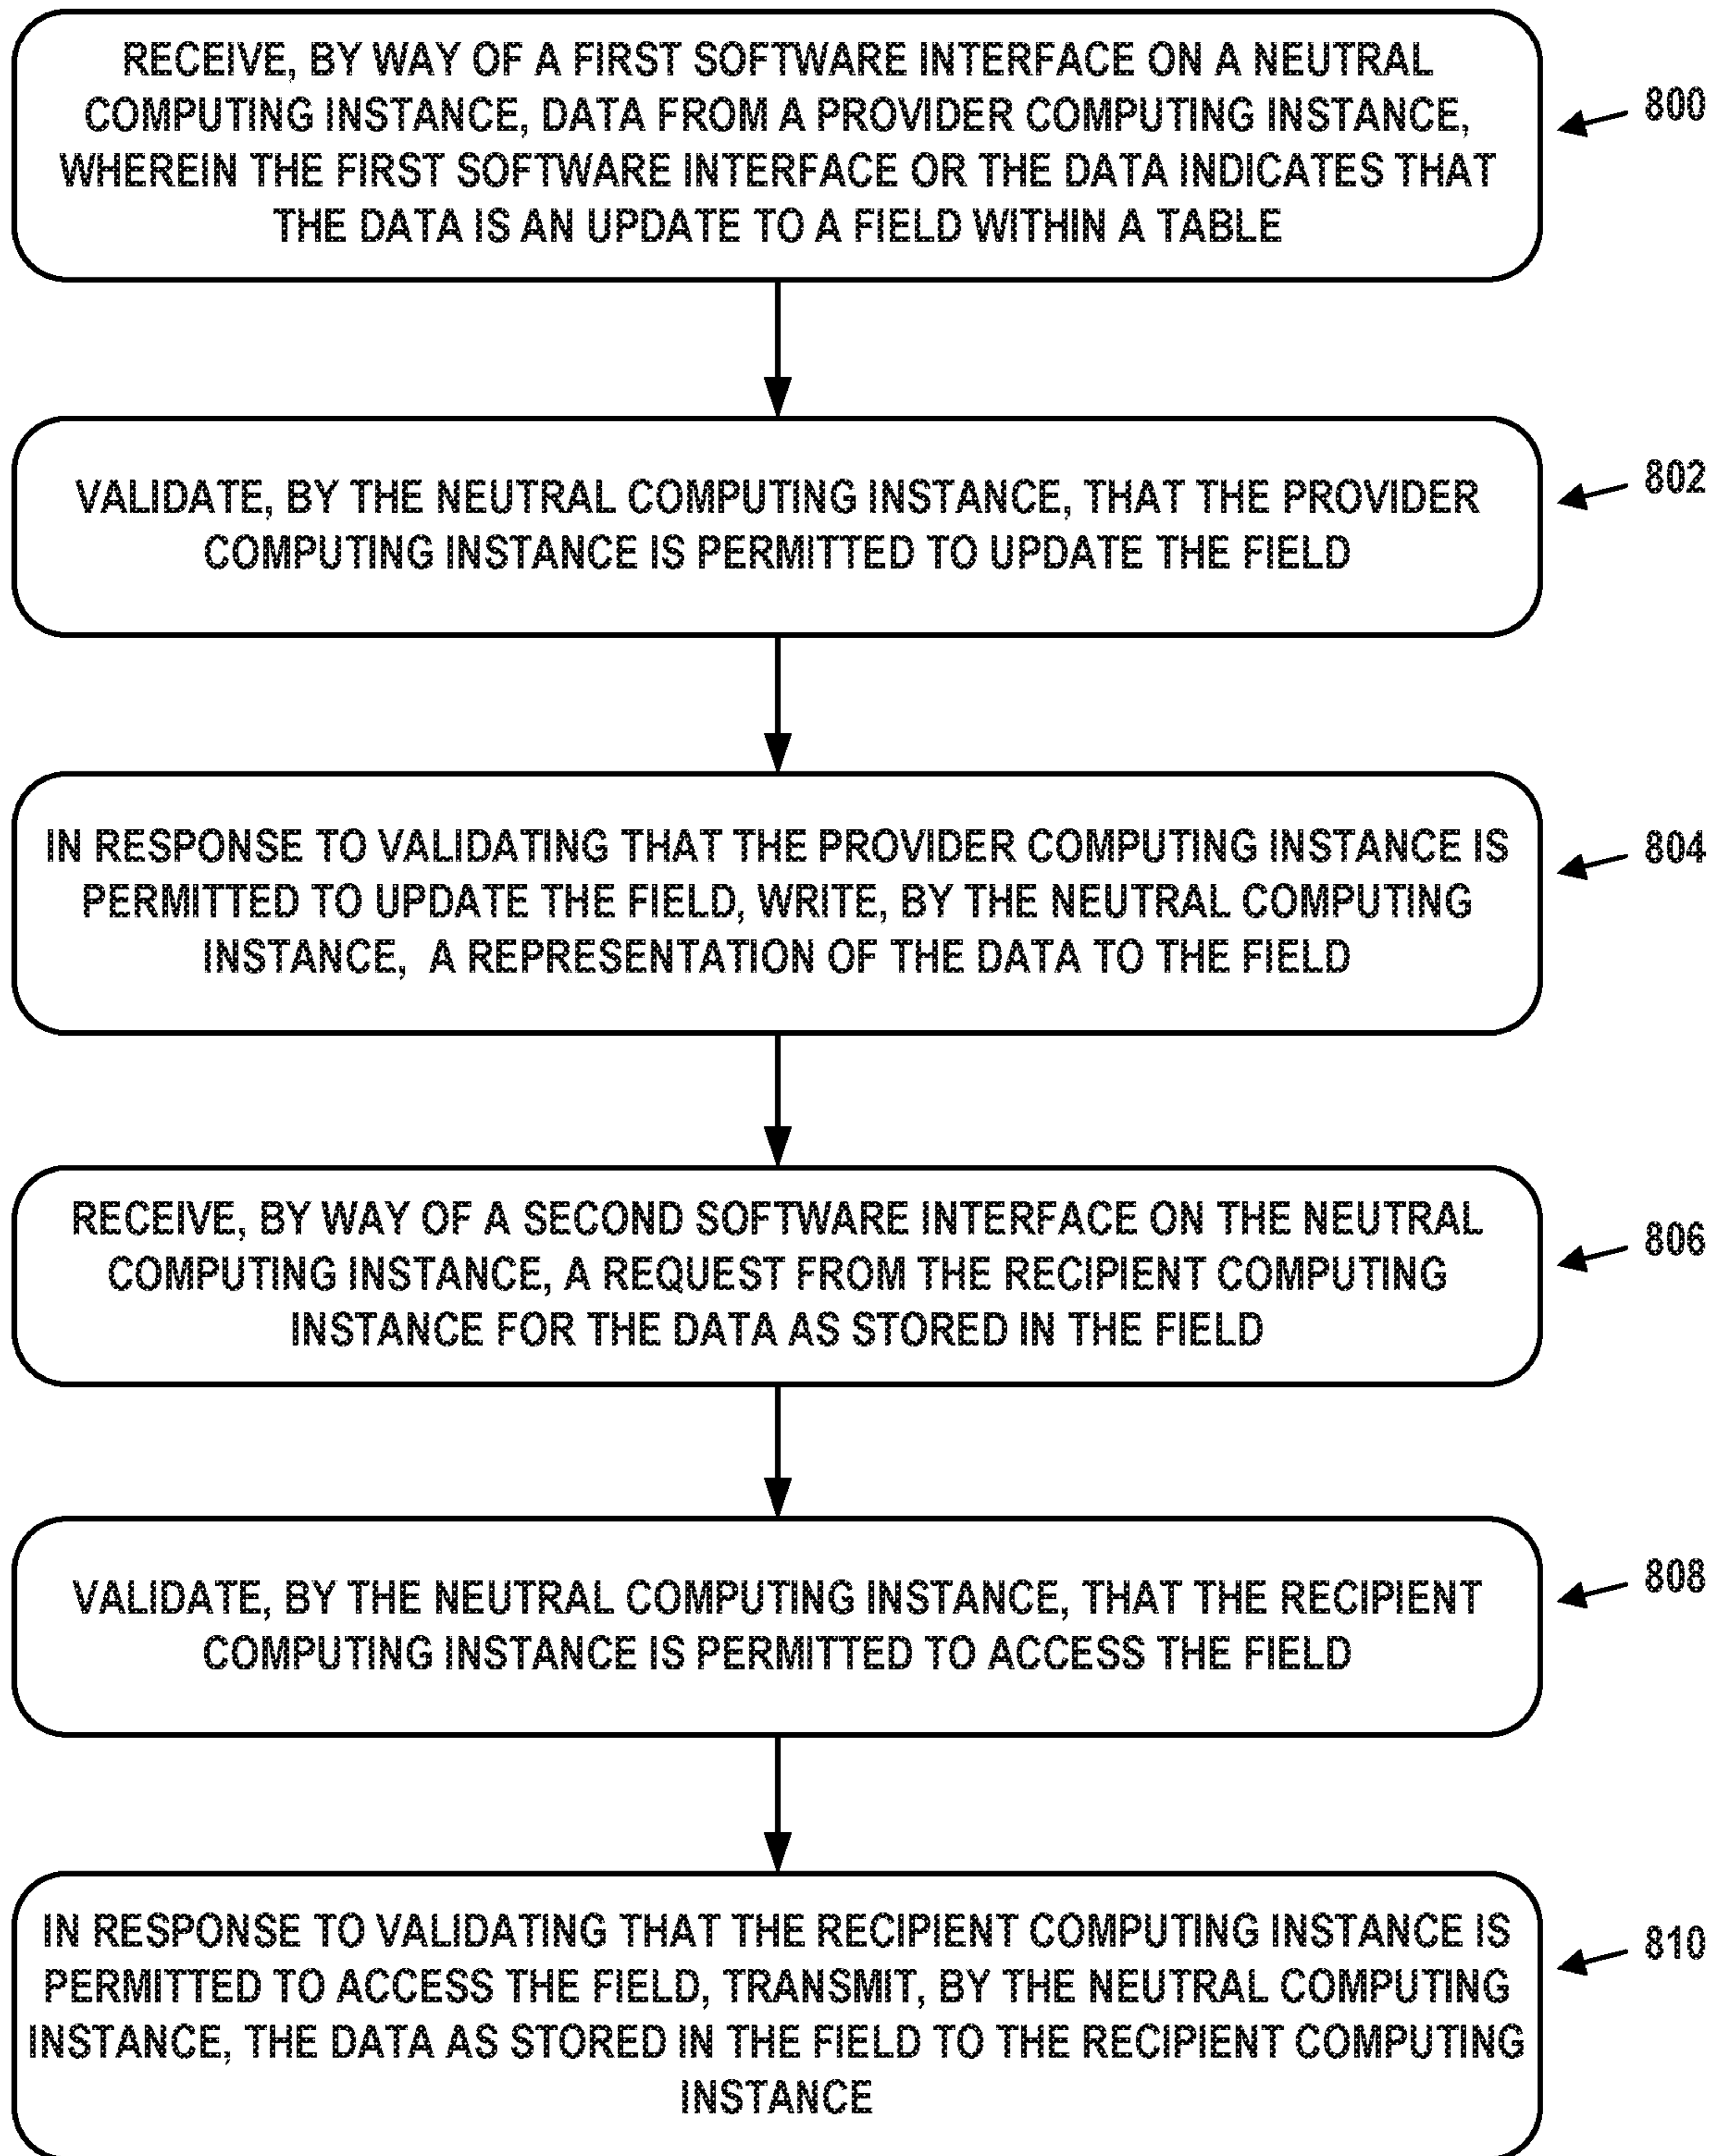 RECEIVE, BY WAY OF A FIRST SOFTWARE INTERFACE ON A NEUTRAL
COMPUTING INSTANCE, DATA FROM A PROVIDER COMPUTING INSTANCE,
WHEREIN THE FIRST SOFTWARE INTERFACE OR THE DATA INDICATES THAT
THE DATA IS AN UPDATE TO A FIELD WITHIN A TABLE
800
VALIDATE, BY THE NEUTRAL COMPUTING INSTANCE, THAT THE PROVIDER
COMPUTING INSTANCE IS PERMITTED TO UPDATE THE FIELD
802
IN RESPONSE TO VALIDATING THAT THE PROVIDER COMPUTING INSTANCE IS
PERMITTED TO UPDATE THE FIELD, WRITE, BY THE NEUTRAL COMPUTING
INSTANCE, A REPRESENTATION OF THE DATA TO THE FIELD
804
RECEIVE, BY WAY OF A SECOND SOFTWARE INTERFACE ON THE NEUTRAL
COMPUTING INSTANCE, A REQUEST FROM THE RECIPIENT COMPUTING
INSTANCE FOR THE DATA AS STORED IN THE FIELD
806
VALIDATE, BY THE NEUTRAL COMPUTING INSTANCE, THAT THE RECIPIENT
COMPUTING INSTANCE IS PERMITTED TO ACCESS THE FIELD
808
IN RESPONSE TO VALIDATING THAT THE RECIPIENT COMPUTING INSTANCE IS
PERMITTED TO ACCESS THE FIELD, TRANSMIT, BY THE NEUTRAL COMPUTING
INSTANCE, THE DATA AS STORED IN THE FIELD TO THE RECIPIENT COMPUTING
INSTANCE
810